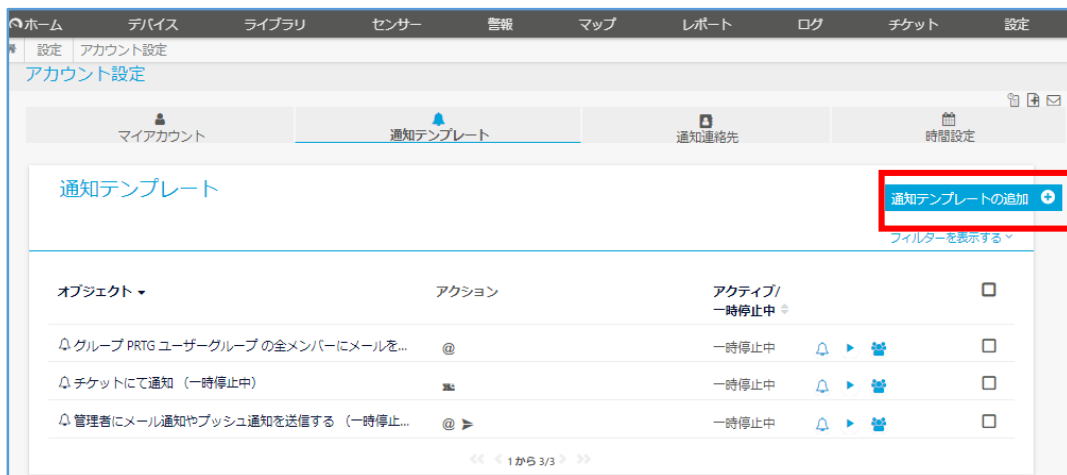 ホーム デバイス ライブラリ センサー 警報 マップ レポート ログ チケット 設定
設定 アカウント設定
アカウント設定
マイアカウント 通知テンプレート 通知連絡先 時間設定
通知テンプレート
通知テンプレートの追加
フィルターを表示する
オブジェクト アクション アクティブ/
一時停止中
グループ PRTG ユーザーグループ の全メンバーにメールを... @ 一時停止中
チケットにて通知 （一時停止中） 一時停止中
管理者にメール通知やプッシュ通知を送信する （一時停止... @ 一時停止中
1 から 3/3